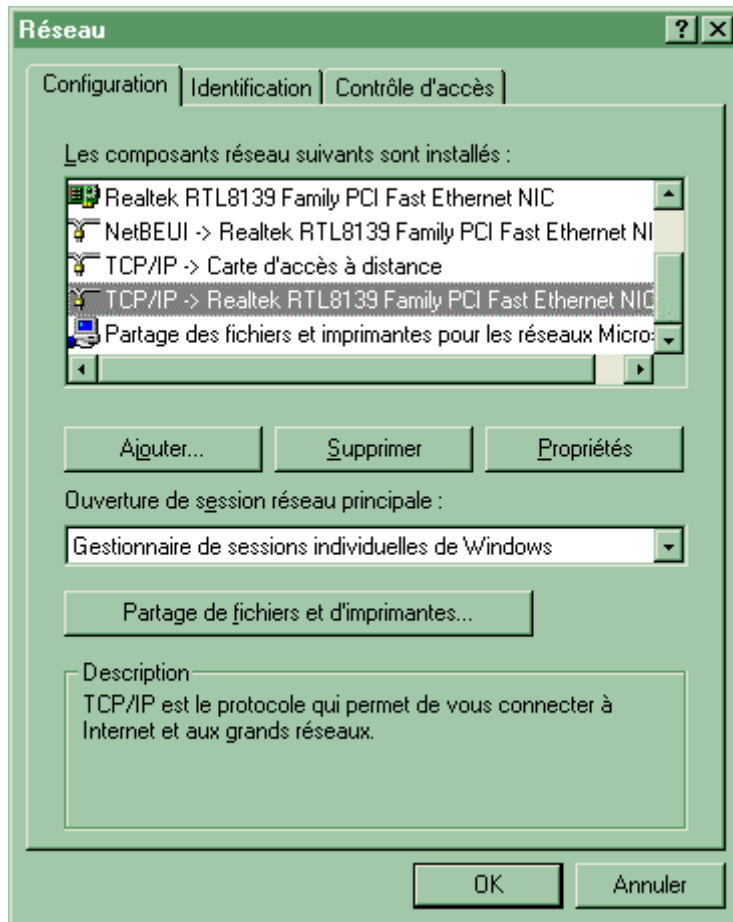 Réseau
Configuration Identification Contrôle d'accès
Les composants réseau suivants sont installés :
Realtek RTL8139 Family PCI Fast Ethernet NIC
NetBEUI -> Realtek RTL8139 Family PCI Fast Ethernet NI
TCP/IP -> Carte d'accès à distance
TCP/IP -> Realtek RTL8139 Family PCI Fast Ethernet NIC
Partage des fichiers et imprimantes pour les réseaux Micro
Ajouter... Supprimer Propriétés
Ouverture de session réseau principale :
Gestionnaire de sessions individuelles de Windows
Partage de fichiers et d'imprimantes...
Description
TCP/IP est le protocole qui permet de vous connecter à
Internet et aux grands réseaux.
OK Annuler